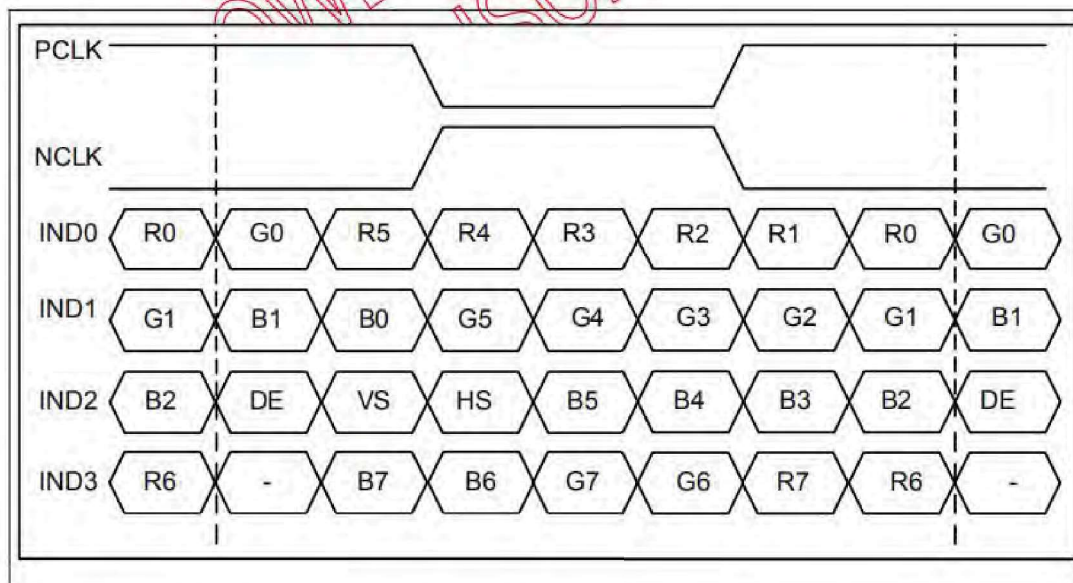 PCLK
NCLK
IND0 R0 G0 R5 R4 R3 R2 R1 R0 G0
IND1 G1 B1 B0 G5 G4 G3 G2 G1 B1
IND2 B2 DE VS HS B5 B4 B3 B2 DE
IND3 R6 - B7 B6 G7 G6 R7 R6 -